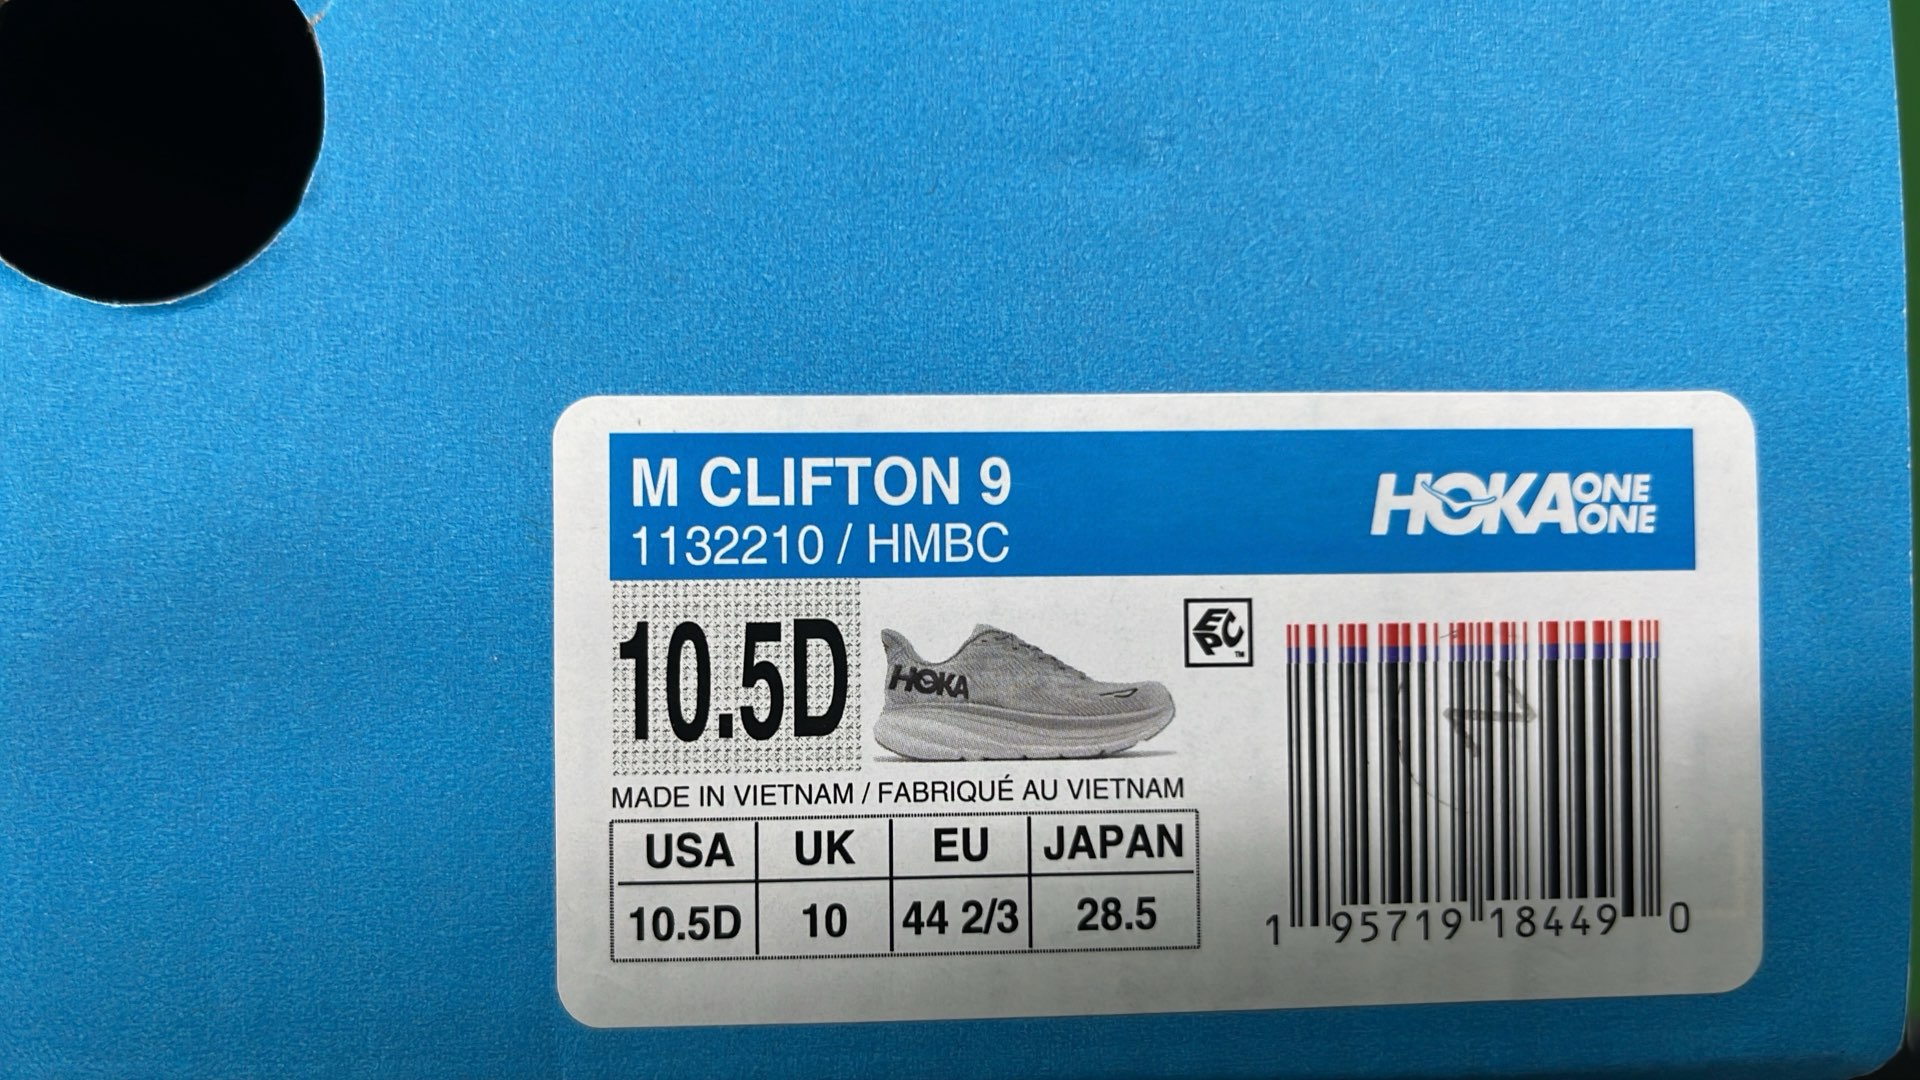 M CLIFTON 9
1132210 / HMBC
HOKA ONE ONE
10.5D
HOKA
EPC™
MADE IN VIETNAM / FABRIQUÉ AU VIETNAM
USA UK EU JAPAN
10.5D 10 44 2/3 28.5
1 95719 18449 0